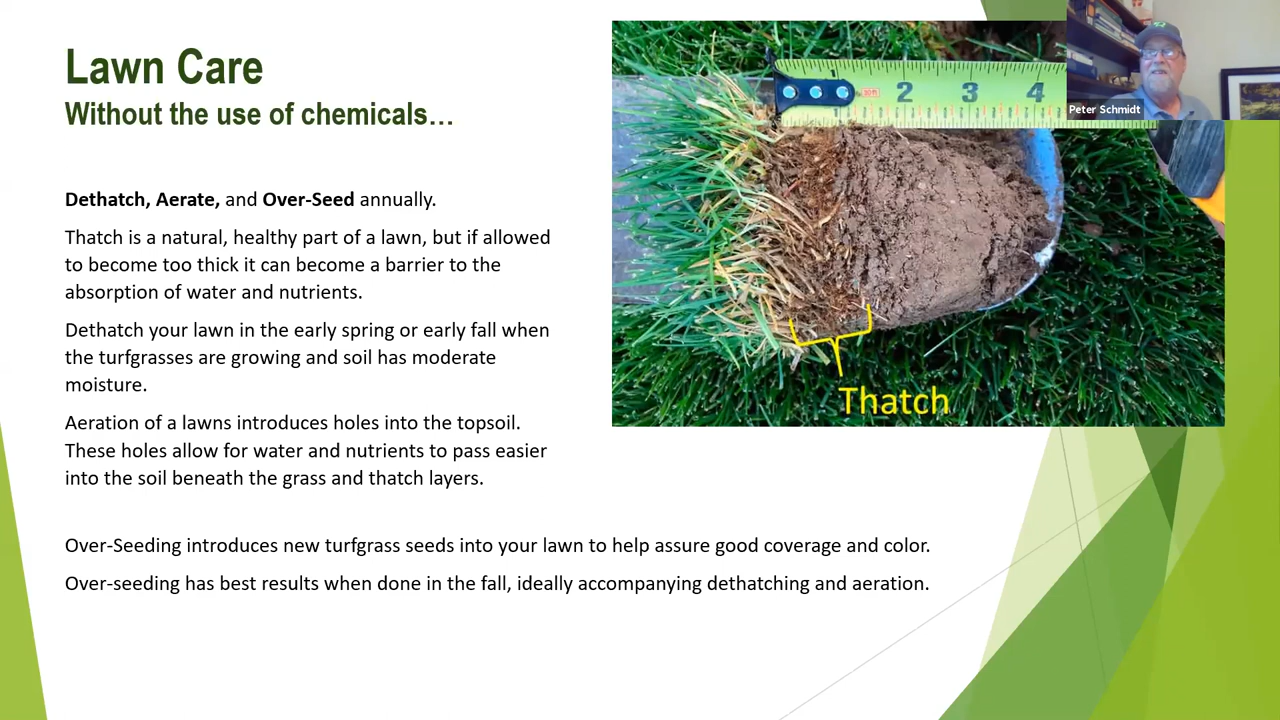 Lawn Care
Without the use of chemicals…
Dethatch, Aerate, and Over-Seed annually.
Thatch is a natural, healthy part of a lawn, but if allowed
to become too thick it can become a barrier to the
absorption of water and nutrients.
Dethatch your lawn in the early spring or early fall when
the turfgrasses are growing and soil has moderate
moisture.
Aeration of a lawns introduces holes into the topsoil.
These holes allow for water and nutrients to pass easier
into the soil beneath the grass and thatch layers.
Over-Seeding introduces new turfgrass seeds into your lawn to help assure good coverage and color.
Over-seeding has best results when done in the fall, ideally accompanying dethatching and aeration.
2 3 4
Thatch
Peter Schmidt